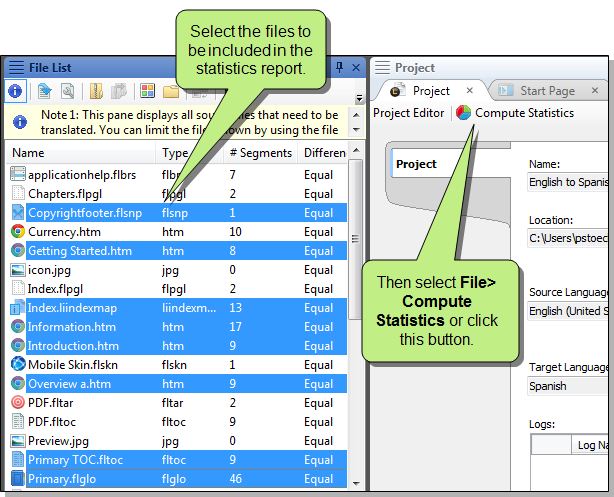 Select the files to
be included in the
statistics report.
File List
Note 1: This pane displays all sou
les that need to be
translated. You can limit the file
own by using the file
Name Type # Segments Differen
applicationhelp.flbrs flbr 7 Equal
Chapters.flpgl flpgl 2 Equal
Copyrightfooter.flsnp flsnp 1 Equal
Currency.htm htm 10 Equal
Getting Started.htm htm 8 Equal
icon.jpg jpg 0 Equal
Index.flpgl flpgl 2 Equal
Index.liindexmap liindexm... 13 Equal
Information.htm htm 17 Equal
Introduction.htm htm 9 Equal
Mobile Skin.flskn flskn 1 Equal
Overview a.htm htm 9 Equal
PDF.fltar fltar 2 Equal
PDF.fltoc fltoc 9 Equal
Preview.jpg jpg 0 Equal
Primary TOC.fltoc fltoc 9 Equal
Primary.flglo flglo 46 Equal
Project
Project Start Page
Project Editor Compute Statistics
Project
Name:
English to Spanis
Location:
C:\Users\pstoec
Then select File>
Compute
Statistics or click
this button.
Source Language
English (United S
Target Language
Spanish
Logs:
Log Na